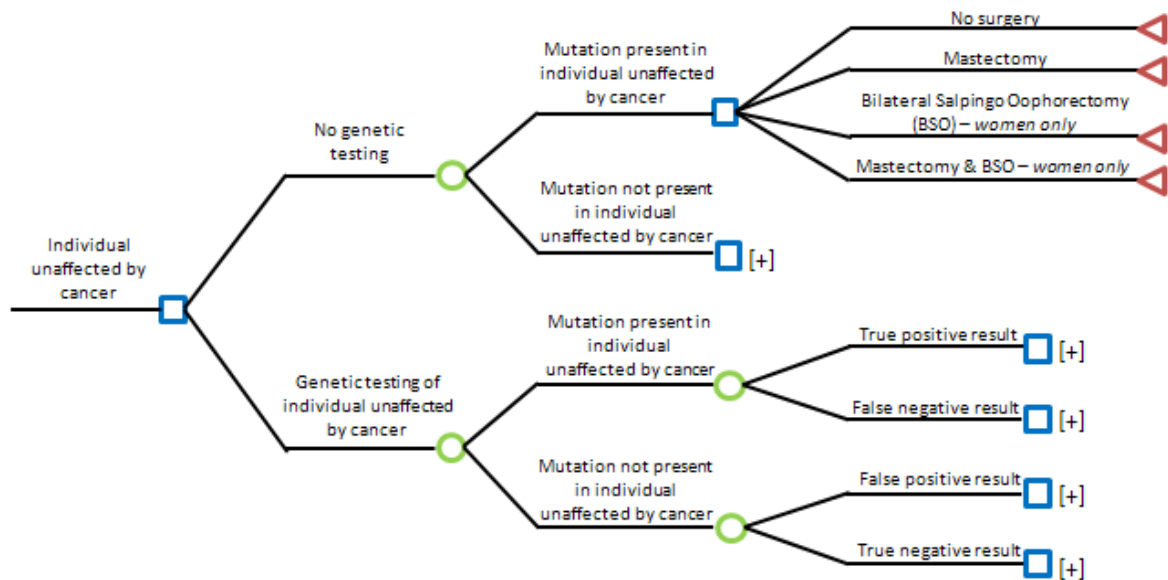 No surgery
Mastectomy
Bilateral Salpingo Oophorectomy
(BSO) – women only
Mastectomy & BSO – women only
Mutation present in
individual unaffected
by cancer
No genetic
testing
Mutation not present
in individual
unaffected by cancer
[+]
Individual
unaffected by
cancer
Mutation present in
individual
unaffected by cancer
True positive result
[+]
False negative result
[+]
Genetic testing of
individual unaffected
by cancer
Mutation not present
in individual
unaffected by cancer
False positive result
[+]
True negative result
[+]